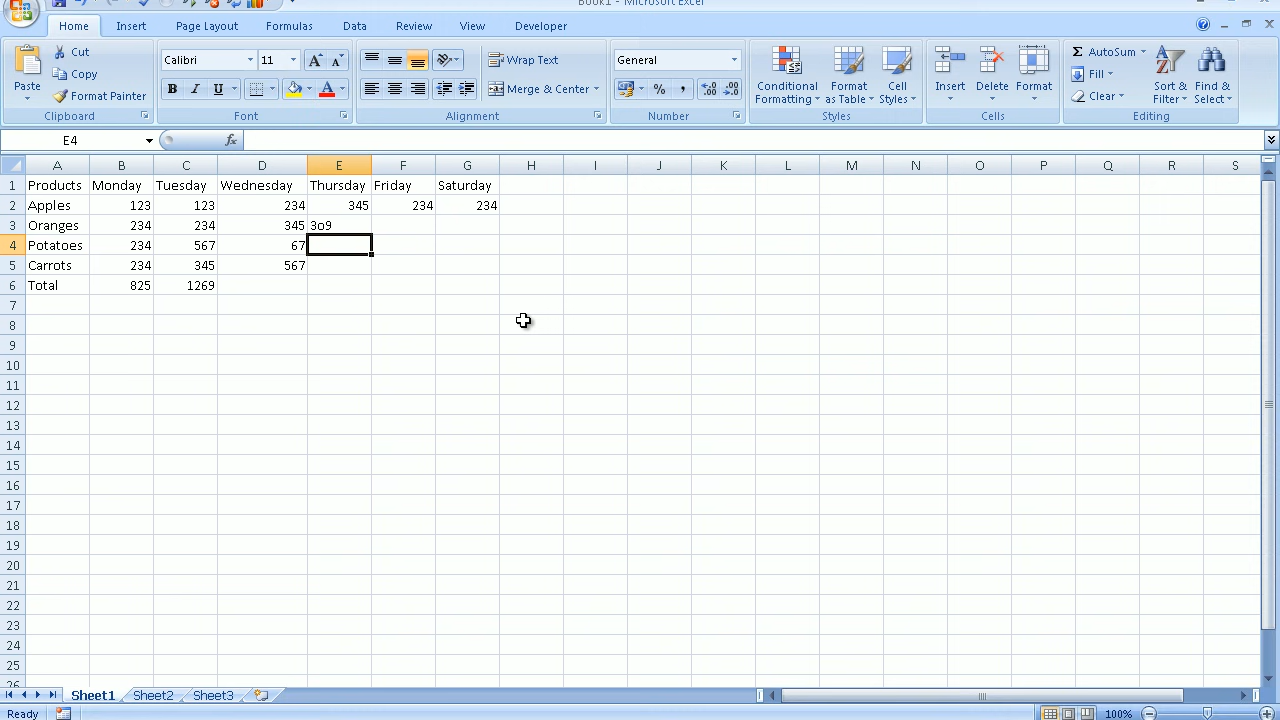 Book1 - Microsoft Excel
Home Insert Page Layout Formulas Data Review View Developer
Paste Cut Copy Format Painter Clipboard
Calibri 11 A A B I U A Font
Wrap Text Merge & Center Alignment
General % , Number
Conditional Formatting Format as Table Cell Styles Styles
Insert Delete Format Cells
Σ AutoSum Fill Clear Sort & Filter Find & Select Editing
E4 fx
A B C D E F G H I J K L M N O P Q R S
1 Products Monday Tuesday Wednesday Thursday Friday Saturday
2 Apples 123 123 234 345 234 234
3 Oranges 234 234 345 3o9
4 Potatoes 234 567 67
5 Carrots 234 345 567
6 Total 825 1269
7
8
9
10
11
12
13
14
15
16
17
18
19
20
21
22
23
24
25
26
Sheet1 Sheet2 Sheet3
Ready 100%